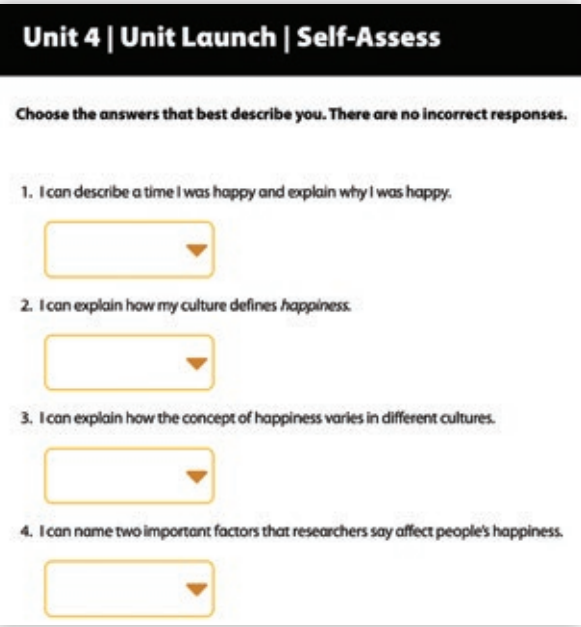 Unit 4 | Unit Launch | Self-Assess
Choose the answers that best describe you. There are no incorrect responses.
1. I can describe a time I was happy and explain why I was happy.
2. I can explain how my culture defines happiness.
3. I can explain how the concept of happiness varies in different cultures.
4. I can name two important factors that researchers say affect people's happiness.